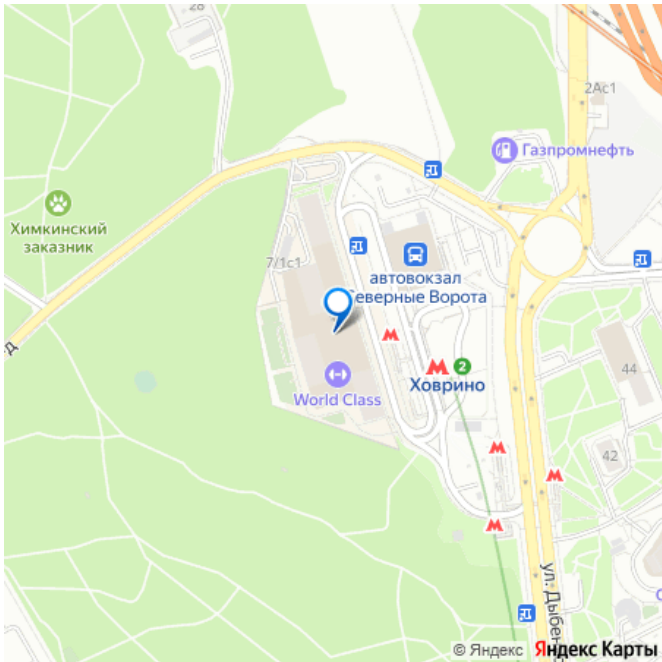 28
2Ас1
Газпромнефть
Химкинский
заказник
7/1с1
автовокзал
Северные Ворота
2
М
Ховрино
World Class
44
42
ул. Дыбен
© Яндекс
Яндекс Карты